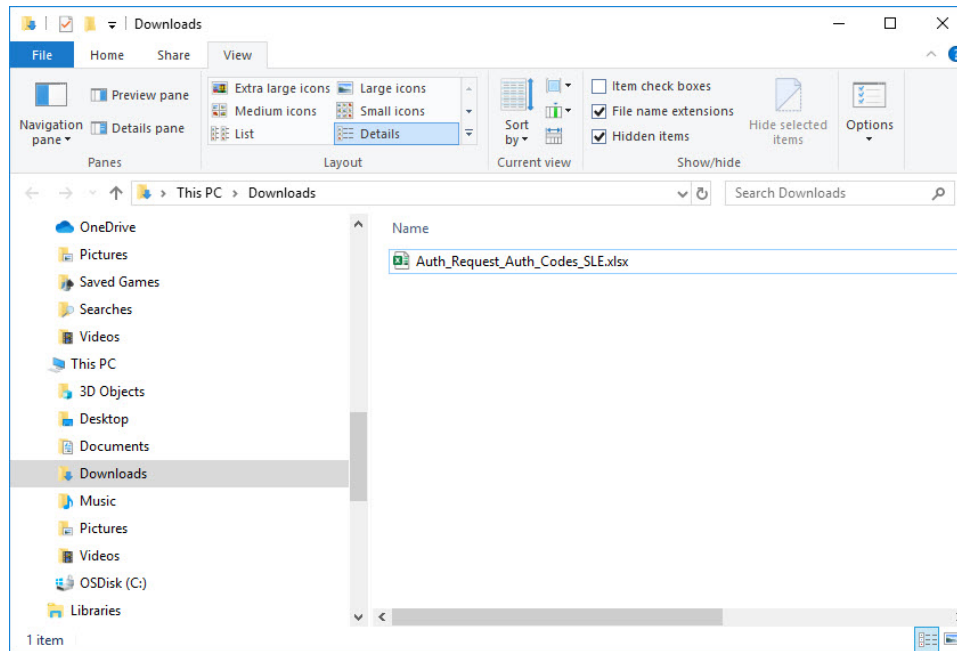 Downloads
File Home Share View
Navigation pane
Preview pane
Details pane
Panes
Extra large icons Large icons
Medium icons Small icons
List Details
Layout
Sort by
Current view
Item check boxes
File name extensions
Hidden items
Hide selected items
Show/hide
Options
This PC > Downloads
Search Downloads
OneDrive
Pictures
Saved Games
Searches
Videos
This PC
3D Objects
Desktop
Documents
Downloads
Music
Pictures
Videos
OSDisk (C:)
Libraries
Name
Auth_Request_Auth_Codes_SLE.xlsx
1 item